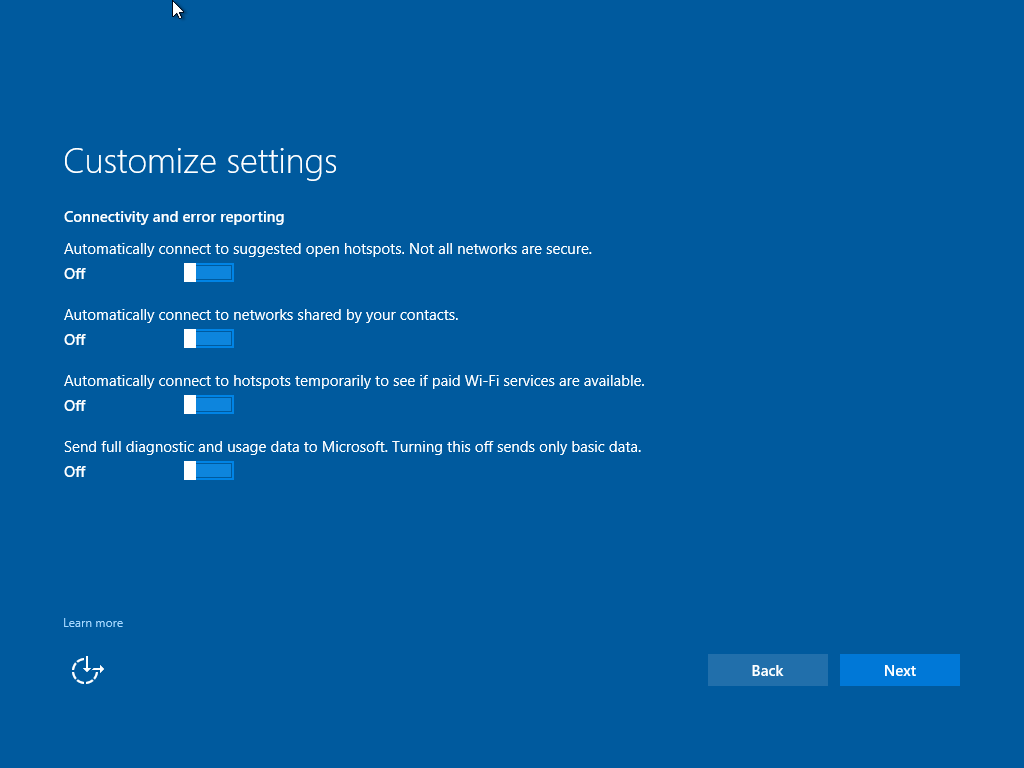 Customize settings
Connectivity and error reporting
Automatically connect to suggested open hotspots. Not all networks are secure.
Off
Automatically connect to networks shared by your contacts.
Off
Automatically connect to hotspots temporarily to see if paid Wi-Fi services are available.
Off
Send full diagnostic and usage data to Microsoft. Turning this off sends only basic data.
Off
Learn more
Back
Next